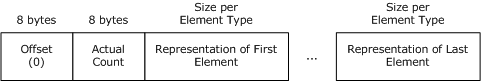 8 bytes
8 bytes
Size per
Element Type
Size per
Element Type
Offset
(0)
Actual
Count
Representation of First
Element
...
Representation of Last
Element